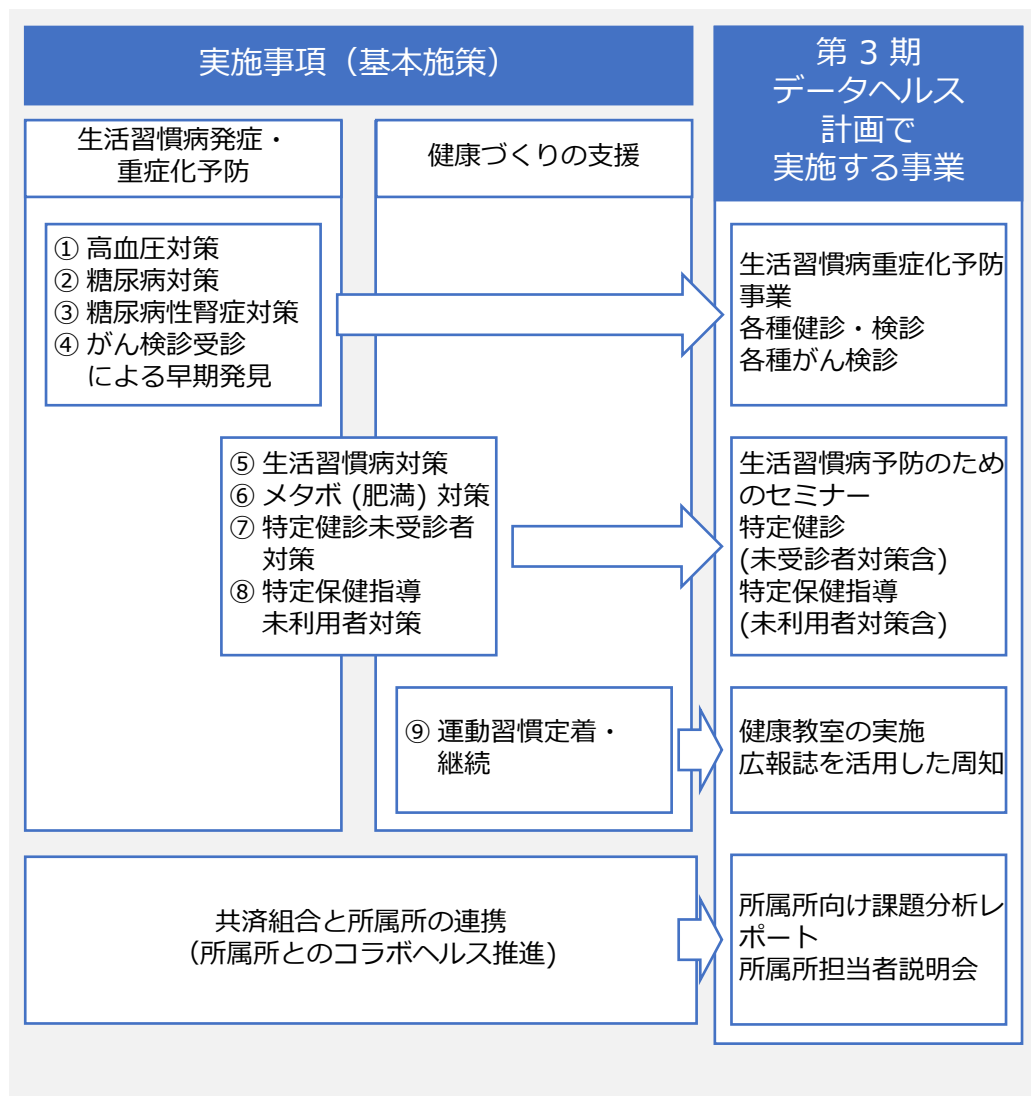 実施事項（基本施策）
第 3 期
データヘルス
計画で
実施する事業
生活習慣病発症・
重症化予防
健康づくりの支援
① 高血圧対策
② 糖尿病対策
③ 糖尿病性腎症対策
④ がん検診受診
による早期発見
生活習慣病重症化予防
事業
各種健診・検診
各種がん検診
⑤ 生活習慣病対策
⑥ メタボ (肥満) 対策
⑦ 特定健診未受診者
対策
⑧ 特定保健指導
未利用者対策
生活習慣病予防のため
のセミナー
特定健診
(未受診者対策含)
特定保健指導
(未利用者対策含)
⑨ 運動習慣定着・
継続
健康教室の実施
広報誌を活用した周知
共済組合と所属所の連携
（所属所とのコラボヘルス推進)
所属所向け課題分析レ
ポート
所属所担当者説明会